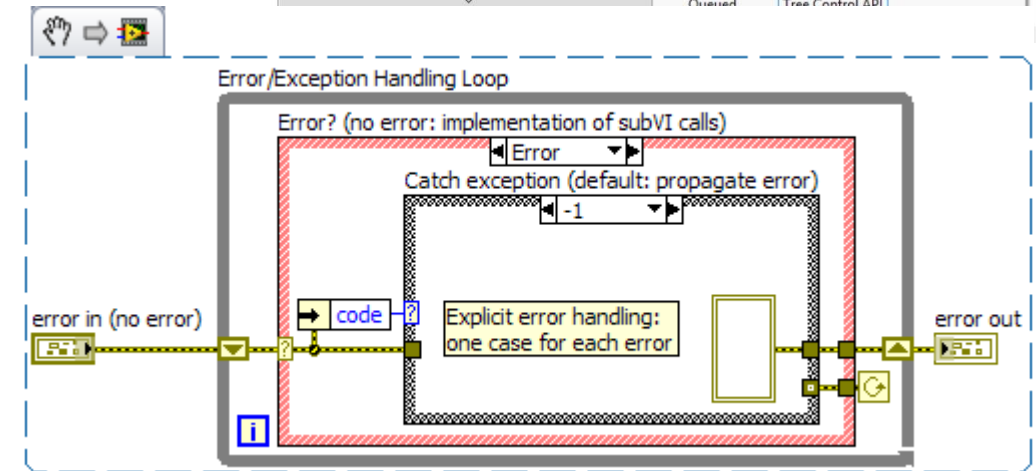 Queued
Tree Control API
Error/Exception Handling Loop
Error? (no error: implementation of subVI calls)
Error
Catch exception (default: propagate error)
-1
error in (no error)
code
?
?
Explicit error handling:
one case for each error
error out
i